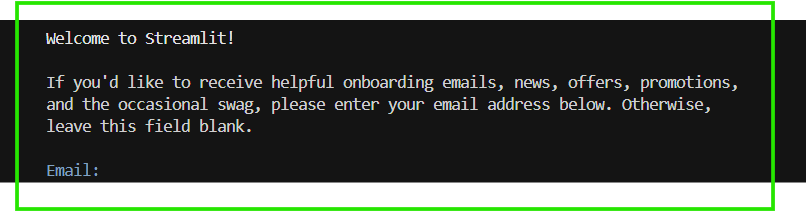 Welcome to Streamlit!
If you'd like to receive helpful onboarding emails, news, offers, promotions,
and the occasional swag, please enter your email address below. Otherwise,
leave this field blank.
Email: